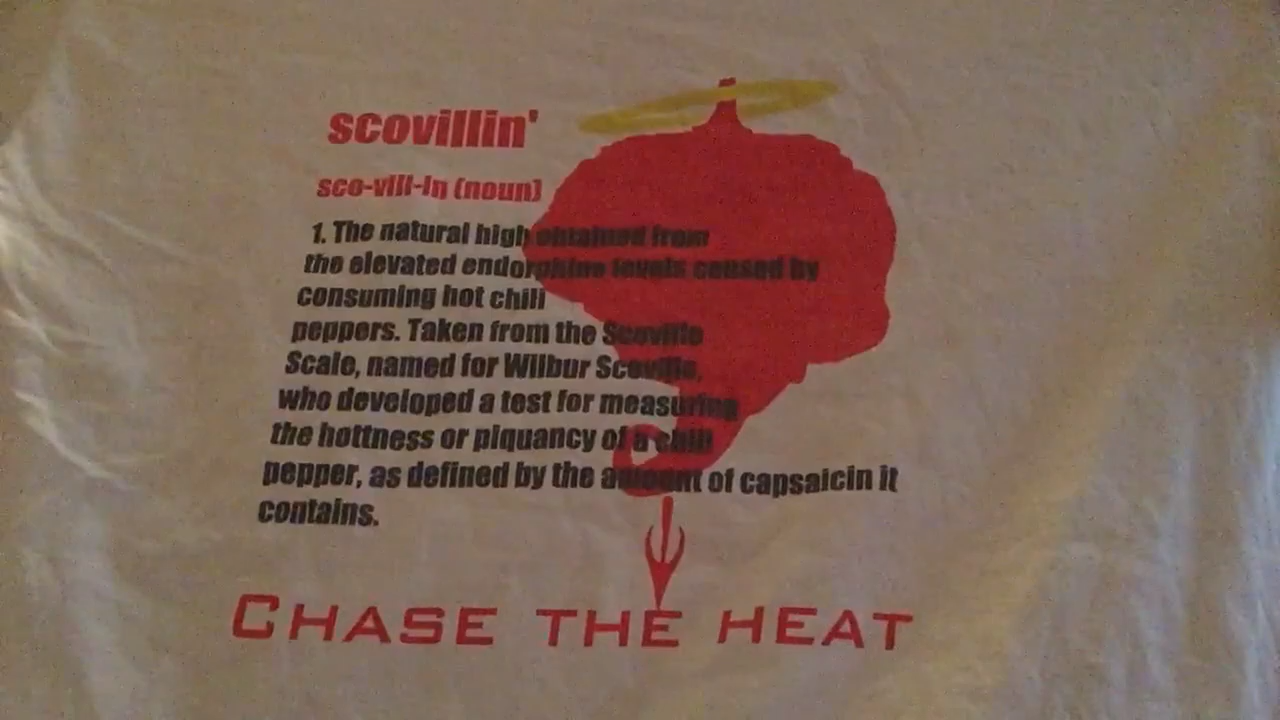 scovillin'
sco-vill-in (noun)
1. The natural high obtained from
the elevated endorphine levels caused by
consuming hot chili
peppers. Taken from the Scoville
Scale, named for Wilbur Scoville,
who developed a test for measuring
the hottness or piquancy of a chili
pepper, as defined by the amount of capsaicin it
contains.
CHASE THE HEAT